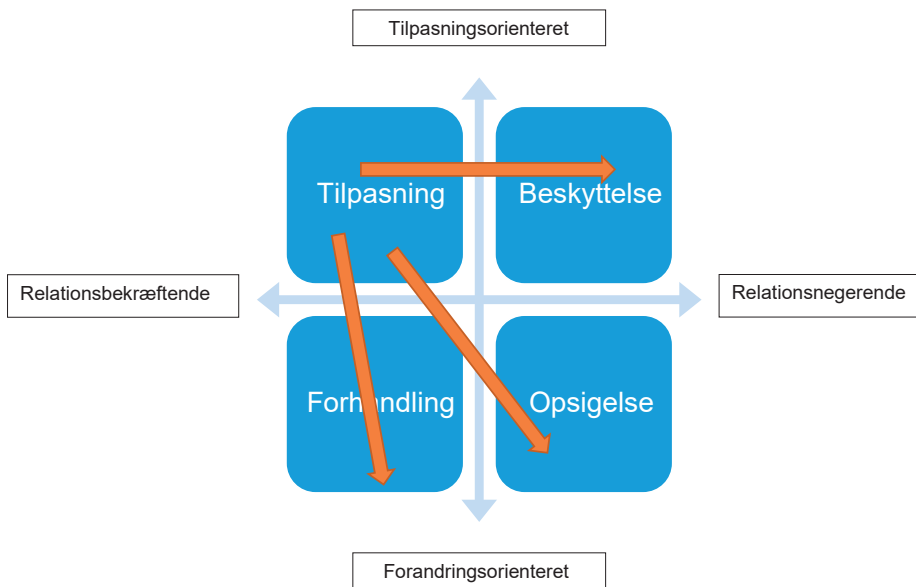 Tilpasningsorienteret
Tilpasning
Beskyttelse
Relationsbekræftende
Relationsnegerende
Forhandling
Opsigelse
Forandringsorienteret